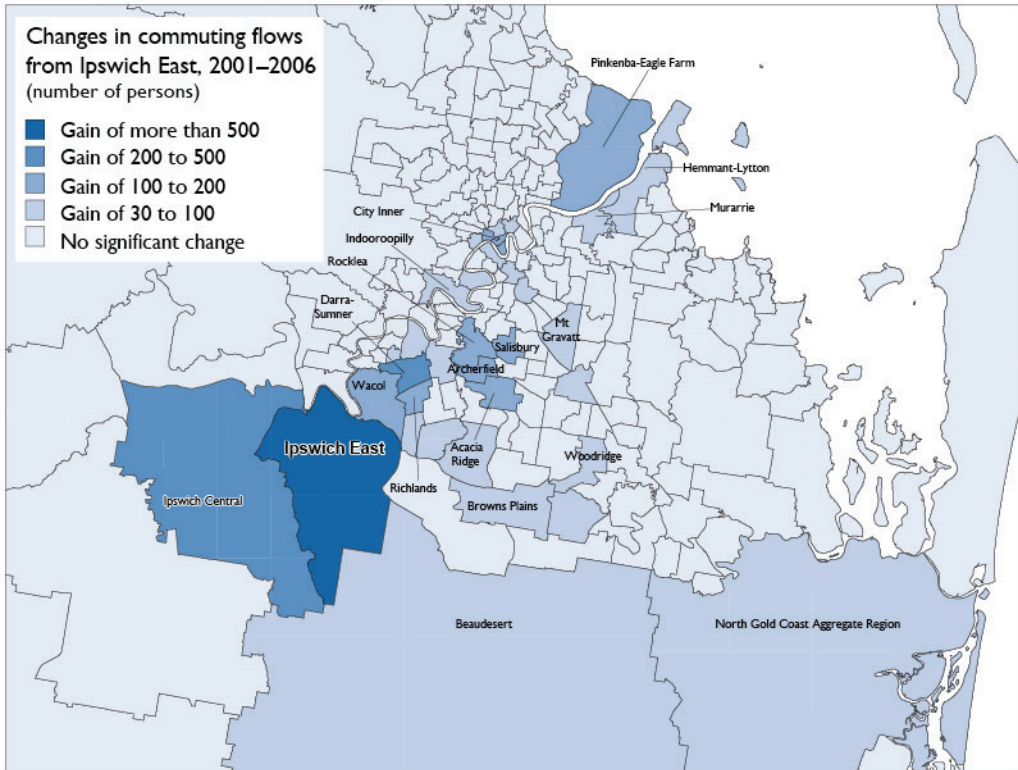 Changes in commuting flows
from Ipswich East, 2001–2006
(number of persons)
Gain of more than 500
Gain of 200 to 500
Gain of 100 to 200
Gain of 30 to 100
No significant change
Pinkenba-Eagle Farm
Hemmant-Lytton
Murarrie
City Inner
Indooroopilly
Rocklea
Darra-
Sumner
Mt
Gravatt
Salisbury
Archerfield
Wacol
Ipswich East
Acacia
Ridge
Woodridge
Richlands
Ipswich Central
Browns Plains
Beaudesert
North Gold Coast Aggregate Region